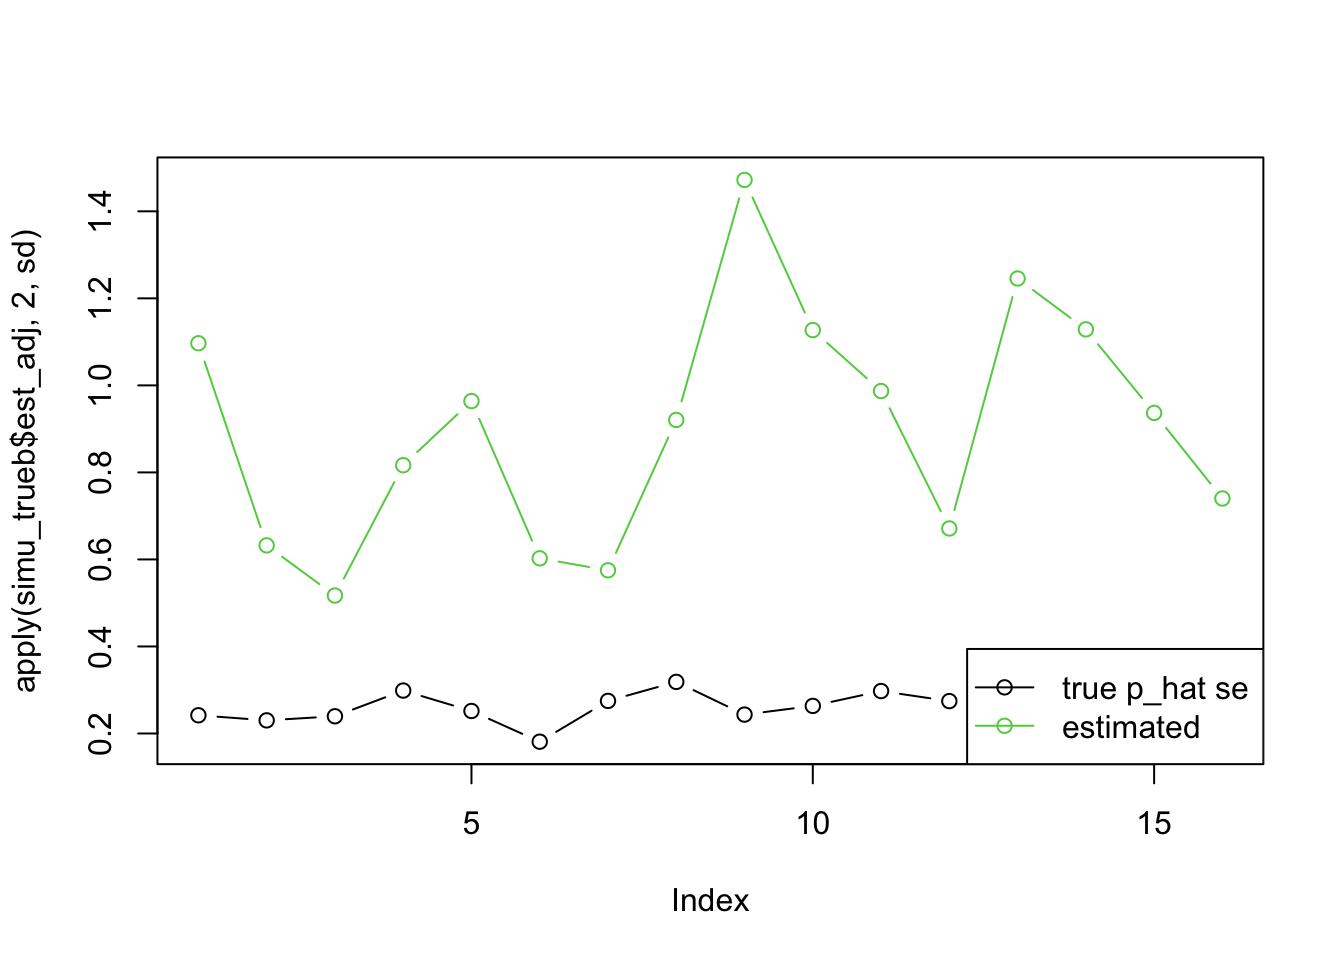 apply(simu_trueb$est_adj, 2, sd)
1.4
1.2
1.0
0.8
0.6
0.4
0.2
true p_hat se
estimated
5 10 15
Index